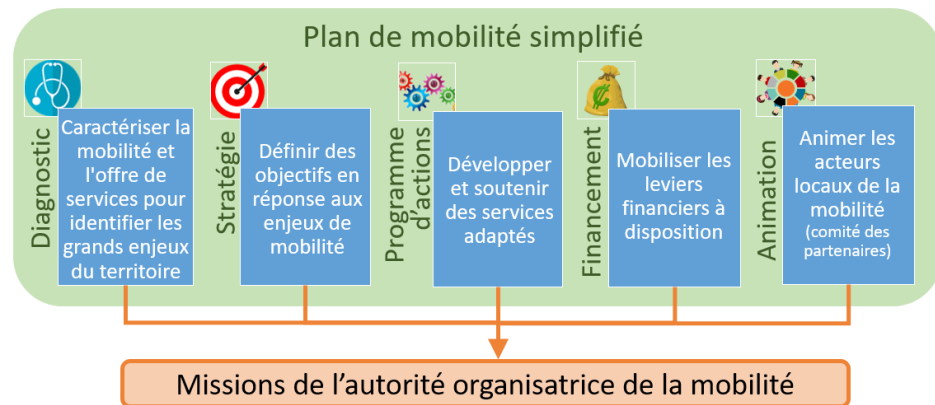 Plan de mobilité simplifié
Diagnostic
Caractériser la
mobilité et
l'offre de
services pour
identifier les
grands enjeux
du territoire
Stratégie
Définir des
objectifs en
réponse aux
enjeux de
mobilité
Programme
d'actions
Développer
et soutenir
des services
adaptés
Financement
Mobiliser les
leviers
financiers à
disposition
Animation
Animer les
acteurs
locaux de la
mobilité
(comité des
partenaires)
Missions de l'autorité organisatrice de la mobilité